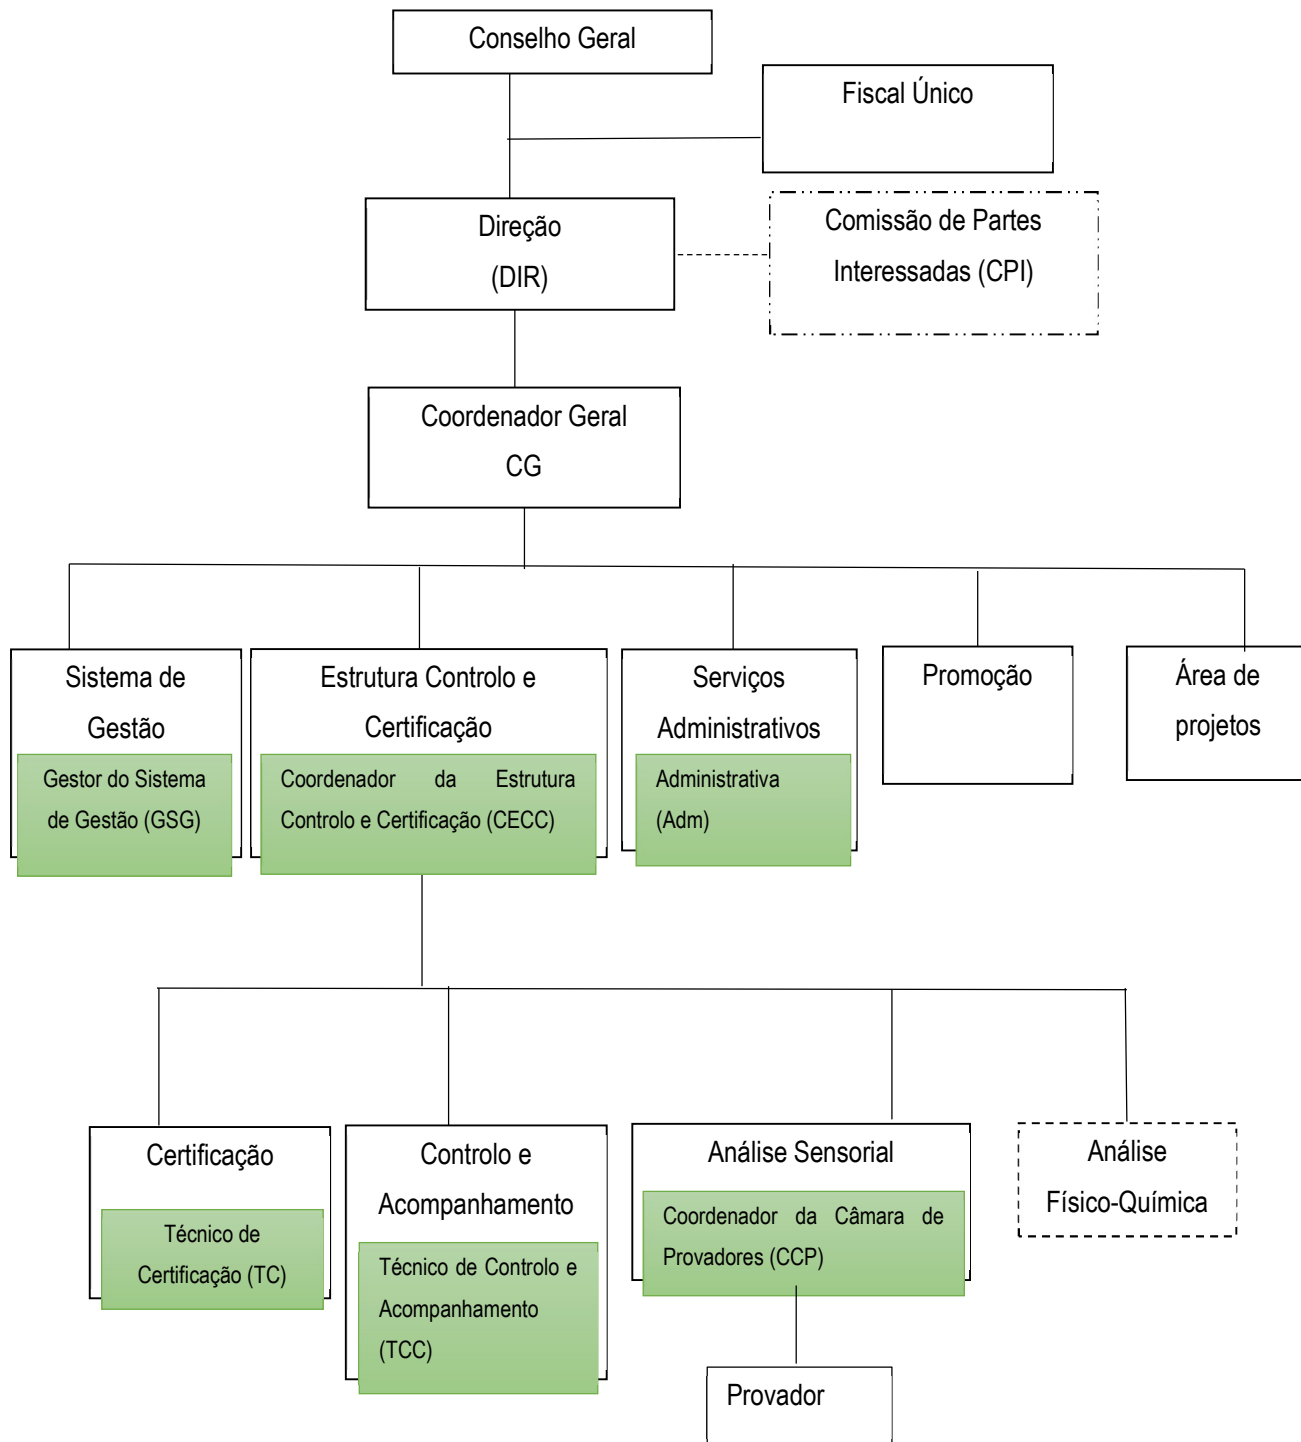 Conselho Geral
Fiscal Único
Direção
(DIR)
Comissão de Partes
Interessadas (CPI)
Coordenador Geral
CG
Sistema de
Gestão
Gestor do Sistema
de Gestão (GSG)
Estrutura Controlo e
Certificação
Coordenador da Estrutura
Controlo e Certificação (CECC)
Serviços
Administrativos
Administrativa
(Adm)
Promoção
Área de
projetos
Certificação
Técnico de
Certificação (TC)
Controlo e
Acompanhamento
Técnico de Controlo e
Acompanhamento
(TCC)
Análise Sensorial
Coordenador da Câmara de
Provadores (CCP)
Provador
Análise
Físico-Química